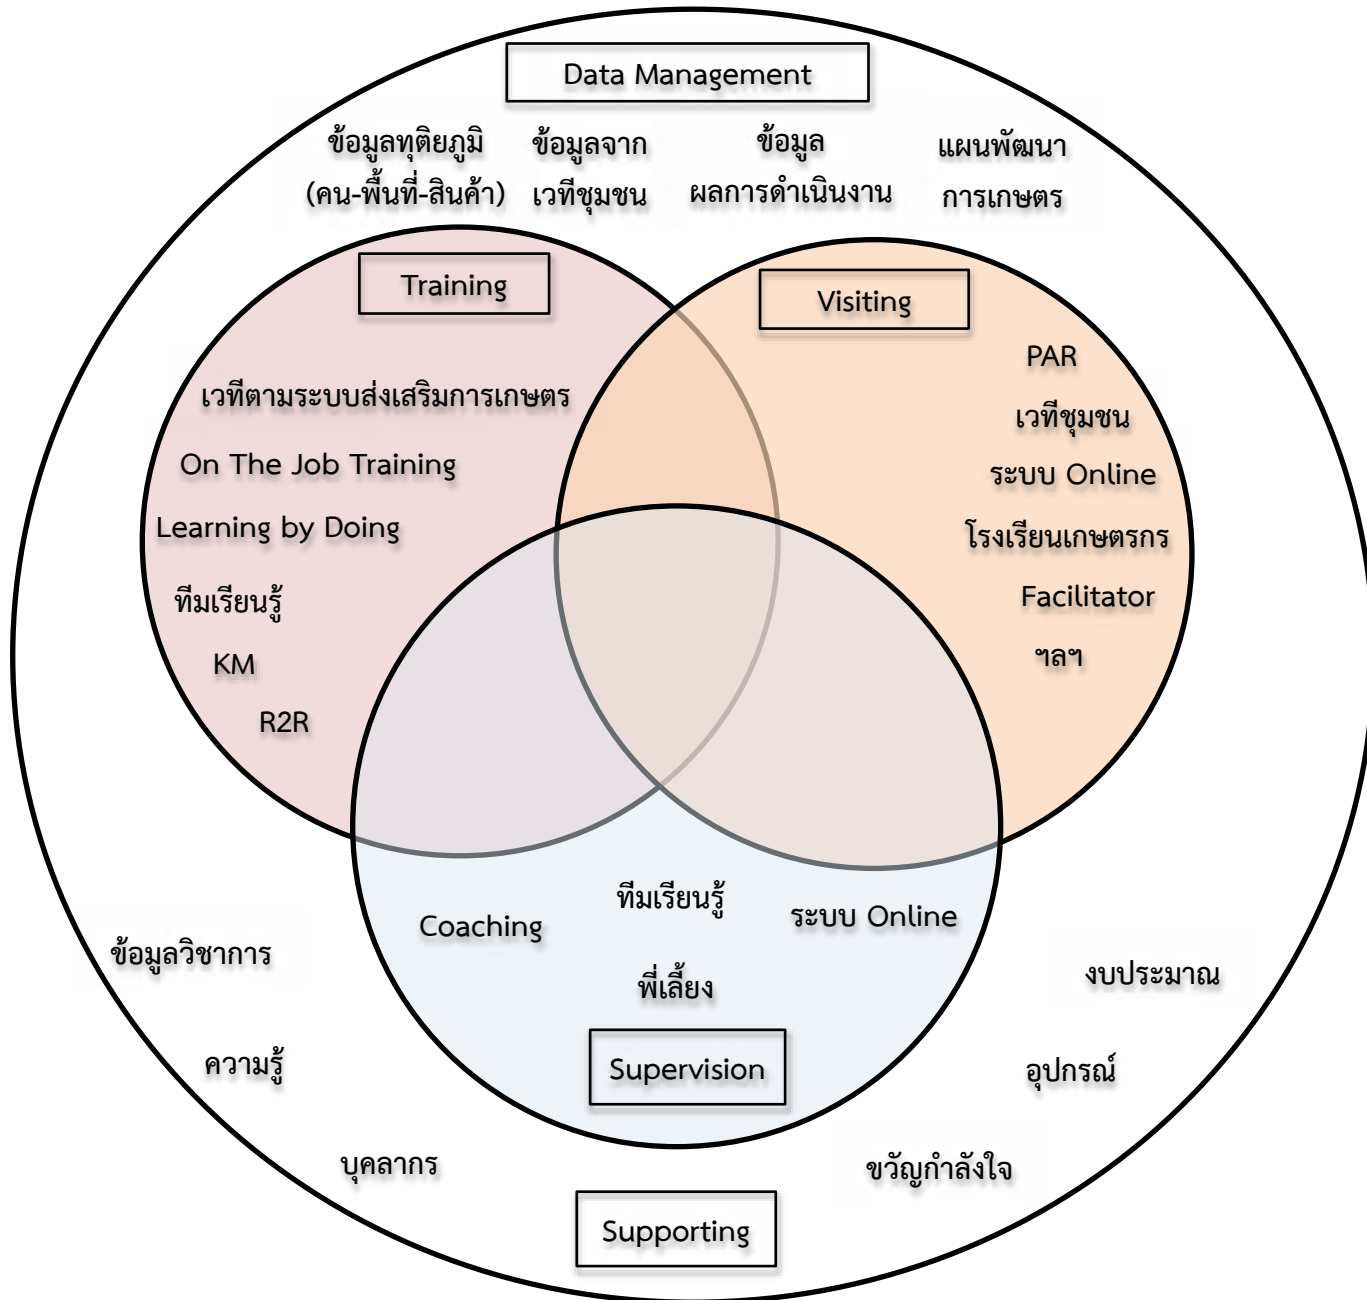 Data Management
ข้อมูลทุติยภูมิ
(คน-พื้นที่-สินค้า)
ข้อมูลจาก
เวทีชุมชน
ข้อมูล
ผลการดำเนินงาน
แผนพัฒนา
การเกษตร
Training
เวทีตามระบบส่งเสริมการเกษตร
On The Job Training
Learning by Doing
ทีมเรียนรู้
KM
R2R
Visiting
PAR
เวทีชุมชน
ระบบ Online
โรงเรียนเกษตรกร
Facilitator
ฯลฯ
Coaching
ทีมเรียนรู้
ระบบ Online
พี่เลี้ยง
Supervision
ข้อมูลวิชาการ
ความรู้
บุคลากร
งบประมาณ
อุปกรณ์
ขวัญกำลังใจ
Supporting